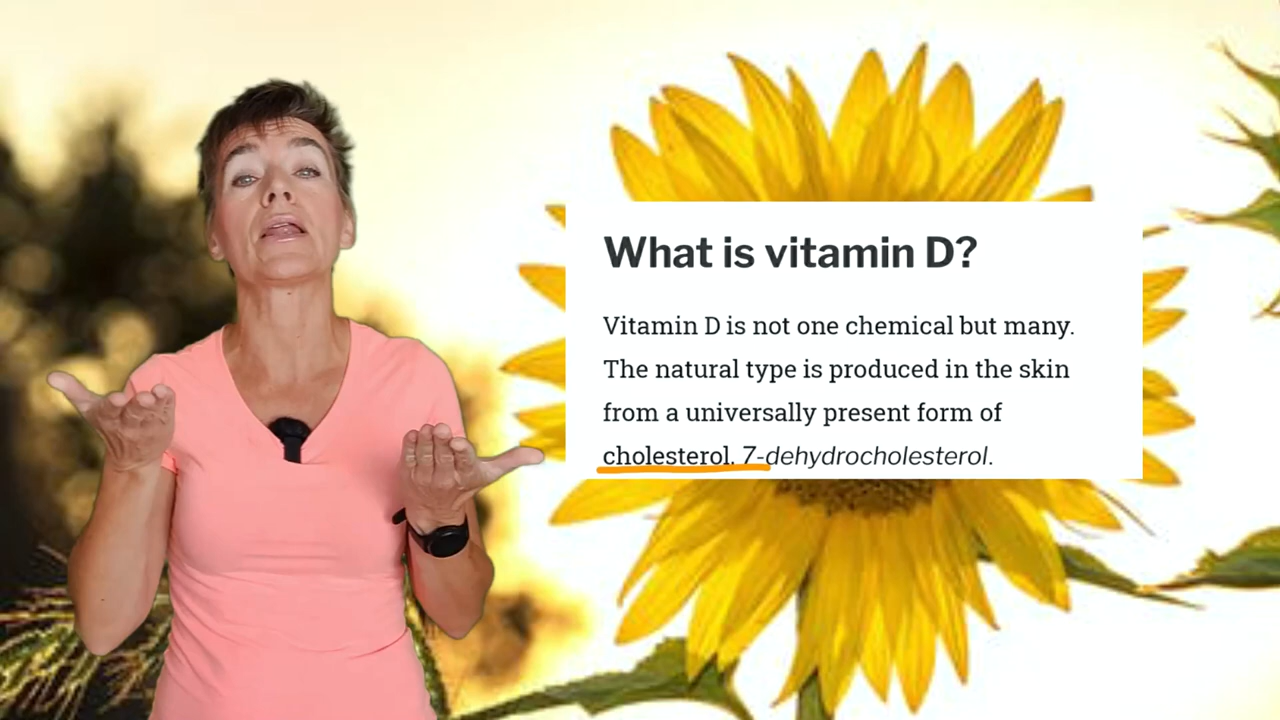 What is vitamin D?
Vitamin D is not one chemical but many.
The natural type is produced in the skin
from a universally present form of
cholesterol, 7-dehydrocholesterol.